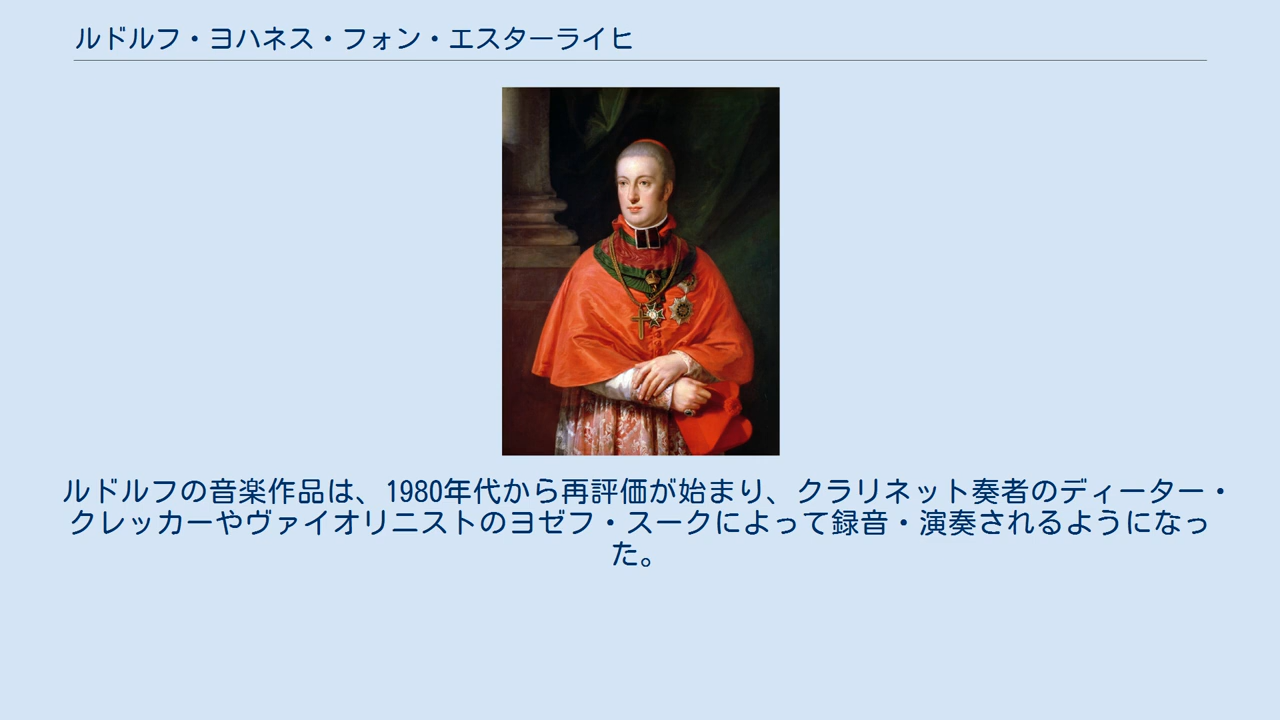 ルドルフ・ヨハネス・フォン・エスターライヒ
ルドルフの音楽作品は、1980年代から再評価が始まり、クラリネット奏者のディーター・
クレッカーやヴァイオリニストのヨゼフ・スークによって録音・演奏されるようになっ
た。